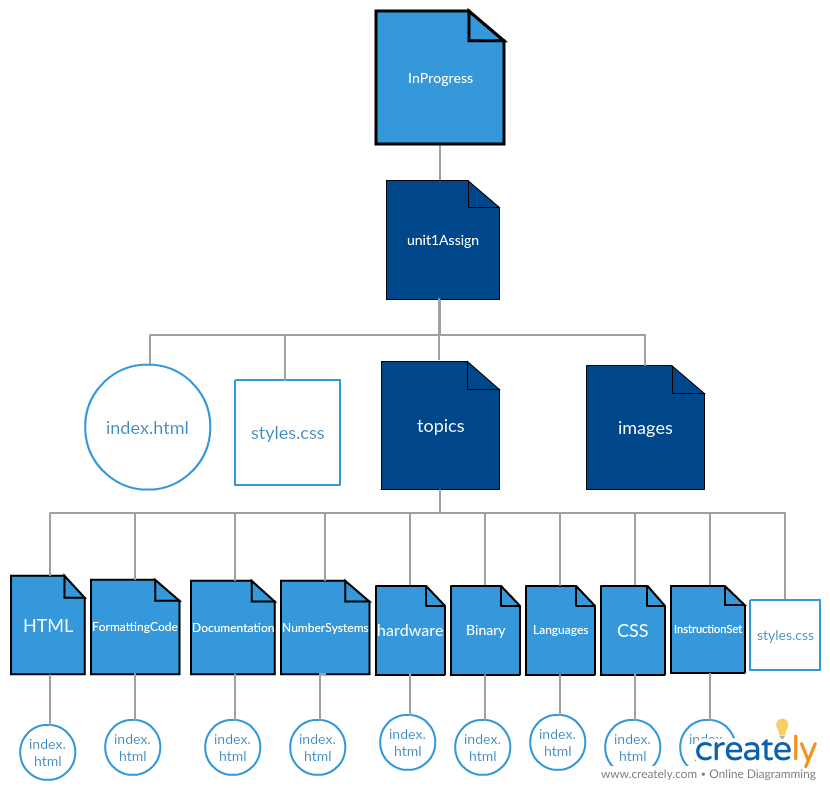 InProgress
unit1Assign
index.html
styles.css
topics
images
HTML
FormattingCode
Documentation
NumberSystems
hardware
Binary
Languages
CSS
InstructionSet
styles.css
index.
html
index.
html
index.
html
index.
html
index.
html
index.
html
index.
html
index.
html
creately
www.creately.com • Online Diagramming